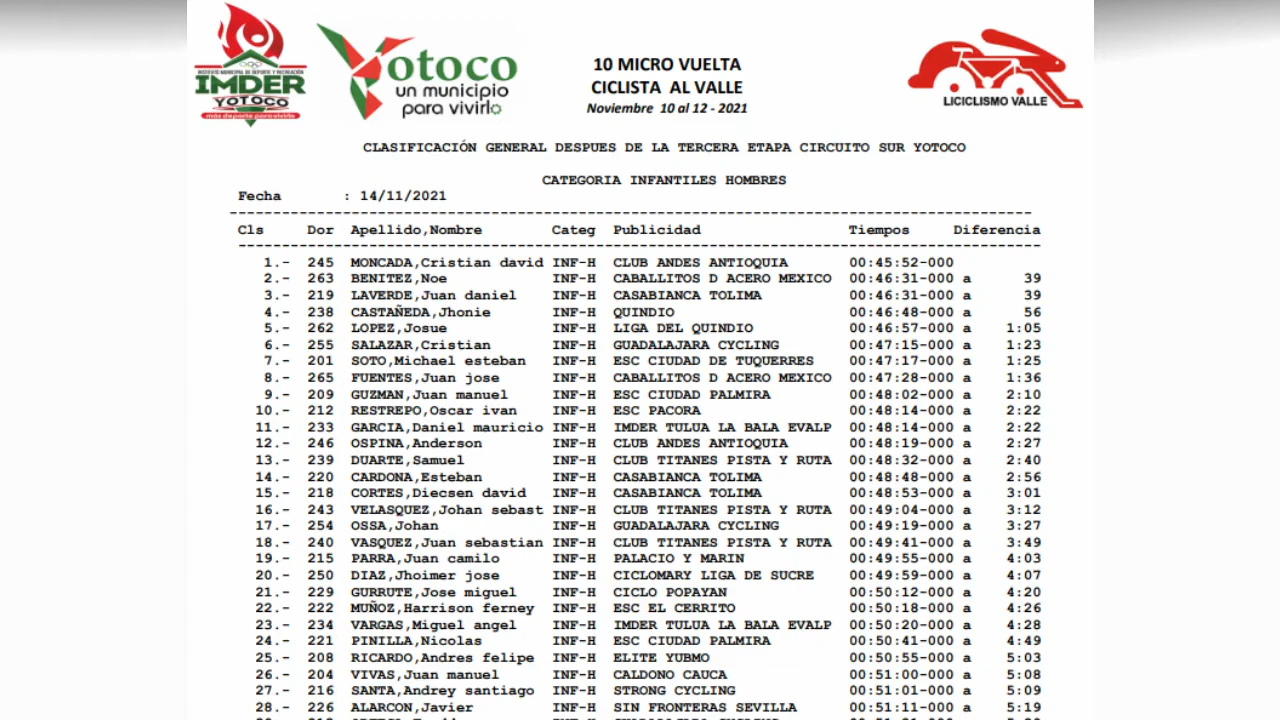 INSTITUTO MUNICIPAL DE DEPORTE Y RECREACIÓN
IMDER
YOTOCO
más deporte para vivirte
Yotoco
un municipio
para vivirlo
10 MICRO VUELTA
CICLISTA AL VALLE
Noviembre 10 al 12 - 2021
LICICLISMO VALLE
CLASIFICACIÓN GENERAL DESPUES DE LA TERCERA ETAPA CIRCUITO SUR YOTOCO
CATEGORIA INFANTILES HOMBRES
Fecha : 14/11/2021
Cls Dor Apellido,Nombre Categ Publicidad Tiempos Diferencia
1.- 245 MONCADA,Cristian david INF-H CLUB ANDES ANTIOQUIA 00:45:52-000
2.- 263 BENITEZ,Noe INF-H CABALLITOS D ACERO MEXICO 00:46:31-000 a 39
3.- 219 LAVERDE,Juan daniel INF-H CASABIANCA TOLIMA 00:46:31-000 a 39
4.- 238 CASTAÑEDA,Jhonie INF-H QUINDIO 00:46:48-000 a 56
5.- 262 LOPEZ,Josue INF-H LIGA DEL QUINDIO 00:46:57-000 a 1:05
6.- 255 SALAZAR,Cristian INF-H GUADALAJARA CYCLING 00:47:15-000 a 1:23
7.- 201 SOTO,Michael esteban INF-H ESC CIUDAD DE TUQUERRES 00:47:17-000 a 1:25
8.- 265 FUENTES,Juan jose INF-H CABALLITOS D ACERO MEXICO 00:47:28-000 a 1:36
9.- 209 GUZMAN,Juan manuel INF-H ESC CIUDAD PALMIRA 00:48:02-000 a 2:10
10.- 212 RESTREPO,Oscar ivan INF-H ESC PACORA 00:48:14-000 a 2:22
11.- 233 GARCIA,Daniel mauricio INF-H IMDER TULUA LA BALA EVALP 00:48:14-000 a 2:22
12.- 246 OSPINA,Anderson INF-H CLUB ANDES ANTIOQUIA 00:48:19-000 a 2:27
13.- 239 DUARTE,Samuel INF-H CLUB TITANES PISTA Y RUTA 00:48:32-000 a 2:40
14.- 220 CARDONA,Esteban INF-H CASABIANCA TOLIMA 00:48:48-000 a 2:56
15.- 218 CORTES,Diecsen david INF-H CASABIANCA TOLIMA 00:48:53-000 a 3:01
16.- 243 VELASQUEZ,Johan sebast INF-H CLUB TITANES PISTA Y RUTA 00:49:04-000 a 3:12
17.- 254 OSSA,Johan INF-H GUADALAJARA CYCLING 00:49:19-000 a 3:27
18.- 240 VASQUEZ,Juan sebastian INF-H CLUB TITANES PISTA Y RUTA 00:49:41-000 a 3:49
19.- 215 PARRA,Juan camilo INF-H PALACIO Y MARIN 00:49:55-000 a 4:03
20.- 250 DIAZ,Jhoimer jose INF-H CICLOMARY LIGA DE SUCRE 00:49:59-000 a 4:07
21.- 229 GURRUTE,Jose miguel INF-H CICLO POPAYAN 00:50:12-000 a 4:20
22.- 222 MUÑOZ,Harrison ferney INF-H ESC EL CERRITO 00:50:18-000 a 4:26
23.- 234 VARGAS,Miguel angel INF-H IMDER TULUA LA BALA EVALP 00:50:20-000 a 4:28
24.- 221 PINILLA,Nicolas INF-H ESC CIUDAD PALMIRA 00:50:41-000 a 4:49
25.- 208 RICARDO,Andres felipe INF-H ELITE YUBMO 00:50:55-000 a 5:03
26.- 204 VIVAS,Juan manuel INF-H CALDONO CAUCA 00:51:00-000 a 5:08
27.- 216 SANTA,Andrey santiago INF-H STRONG CYCLING 00:51:01-000 a 5:09
28.- 226 ALARCON,Javier INF-H SIN FRONTERAS SEVILLA 00:51:11-000 a 5:19